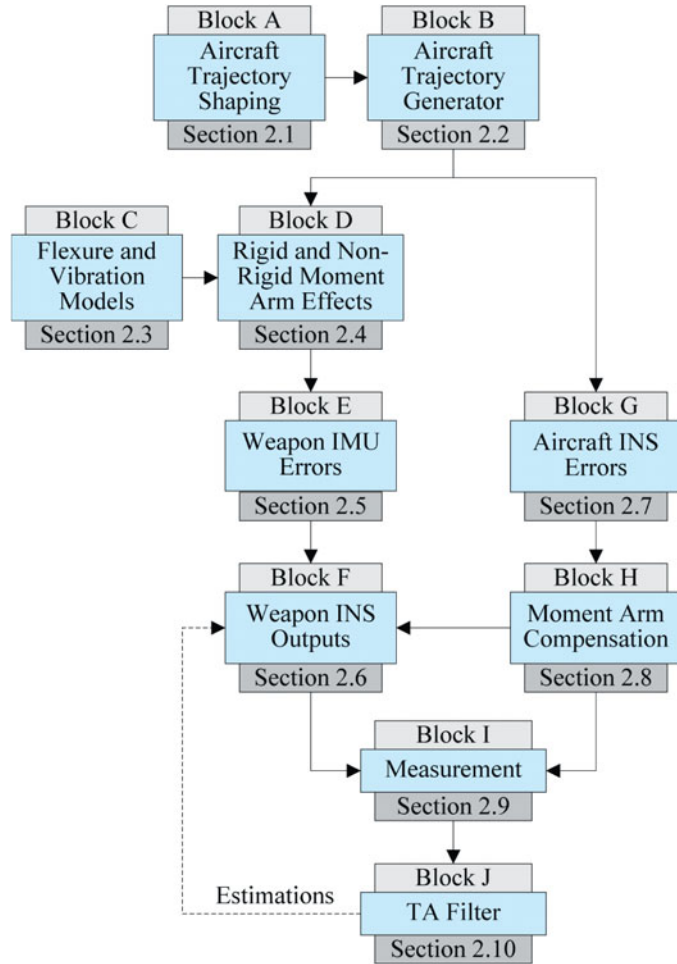 Block A
Aircraft
Trajectory
Shaping
Section 2.1
Block B
Aircraft
Trajectory
Generator
Section 2.2
Block C
Flexure and
Vibration
Models
Section 2.3
Block D
Rigid and Non-
Rigid Moment
Arm Effects
Section 2.4
Block E
Weapon IMU
Errors
Section 2.5
Block G
Aircraft INS
Errors
Section 2.7
Block F
Weapon INS
Outputs
Section 2.6
Block H
Moment Arm
Compensation
Section 2.8
Block I
Measurement
Section 2.9
Block J
TA Filter
Section 2.10
Estimations